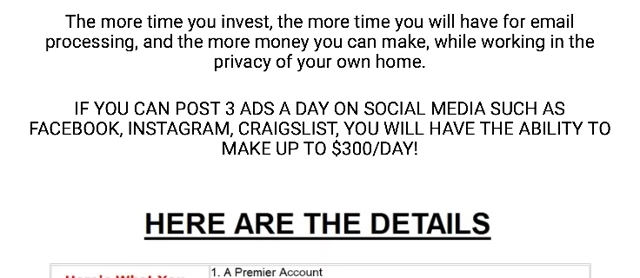 The more time you invest, the more time you will have for email
processing, and the more money you can make, while working in the
privacy of your own home.
IF YOU CAN POST 3 ADS A DAY ON SOCIAL MEDIA SUCH AS
FACEBOOK, INSTAGRAM, CRAIGSLIST, YOU WILL HAVE THE ABILITY TO
MAKE UP TO $300/DAY!
HERE ARE THE DETAILS
1. A Premier Account